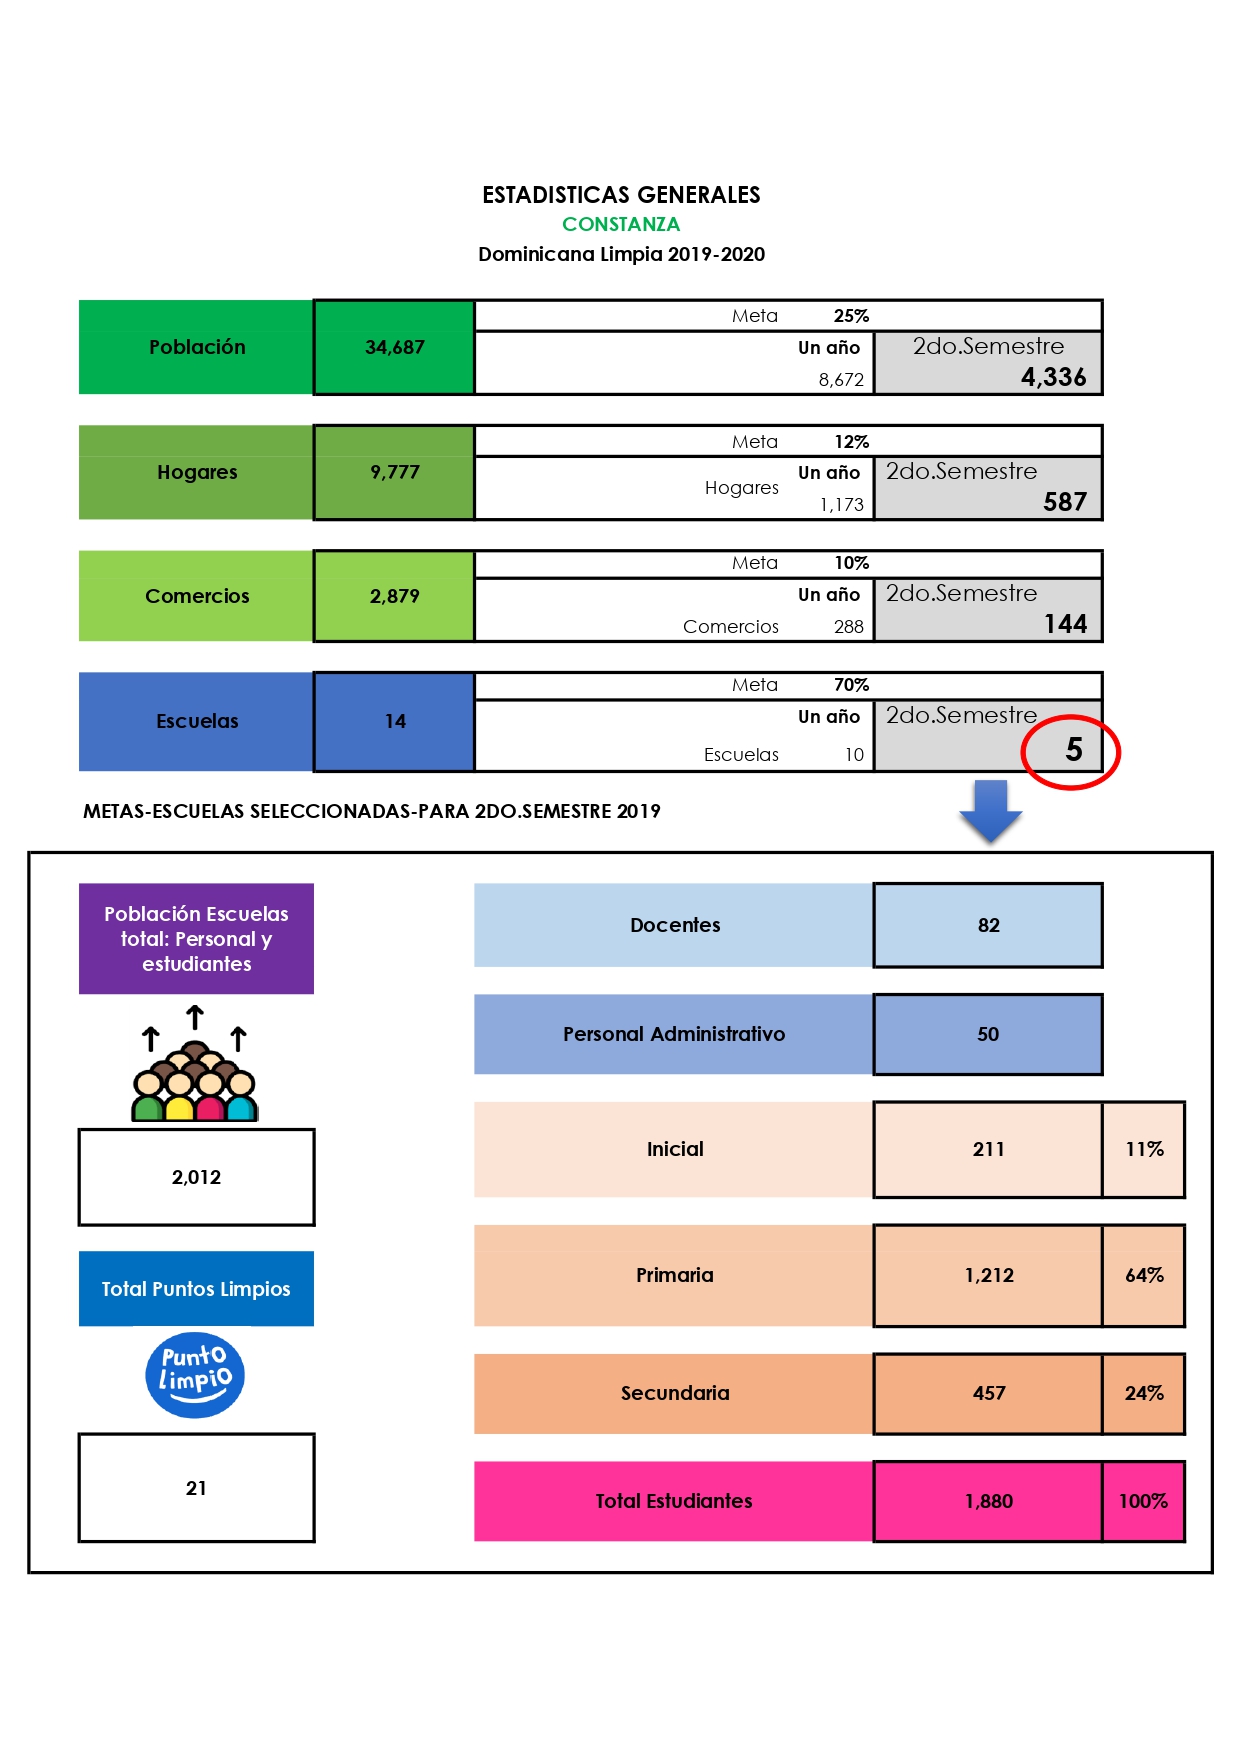 ESTADISTICAS GENERALES
CONSTANZA
Dominicana Limpia 2019-2020
Meta 25%
Población 34,687 Un año 2do.Semestre
8,672 4,336
Meta 12%
Hogares 9,777 Un año 2do.Semestre
Hogares 1,173 587
Meta 10%
Comercios 2,879 Un año 2do.Semestre
Comercios 288 144
Meta 70%
Escuelas 14 Un año 2do.Semestre
Escuelas 10 5
METAS-ESCUELAS SELECCIONADAS-PARA 2DO.SEMESTRE 2019
Población Escuelas
total: Personal y
estudiantes
2,012
Total Puntos Limpios
Punto
Limpio
21
Docentes 82
Personal Administrativo 50
Inicial 211 11%
Primaria 1,212 64%
Secundaria 457 24%
Total Estudiantes 1,880 100%